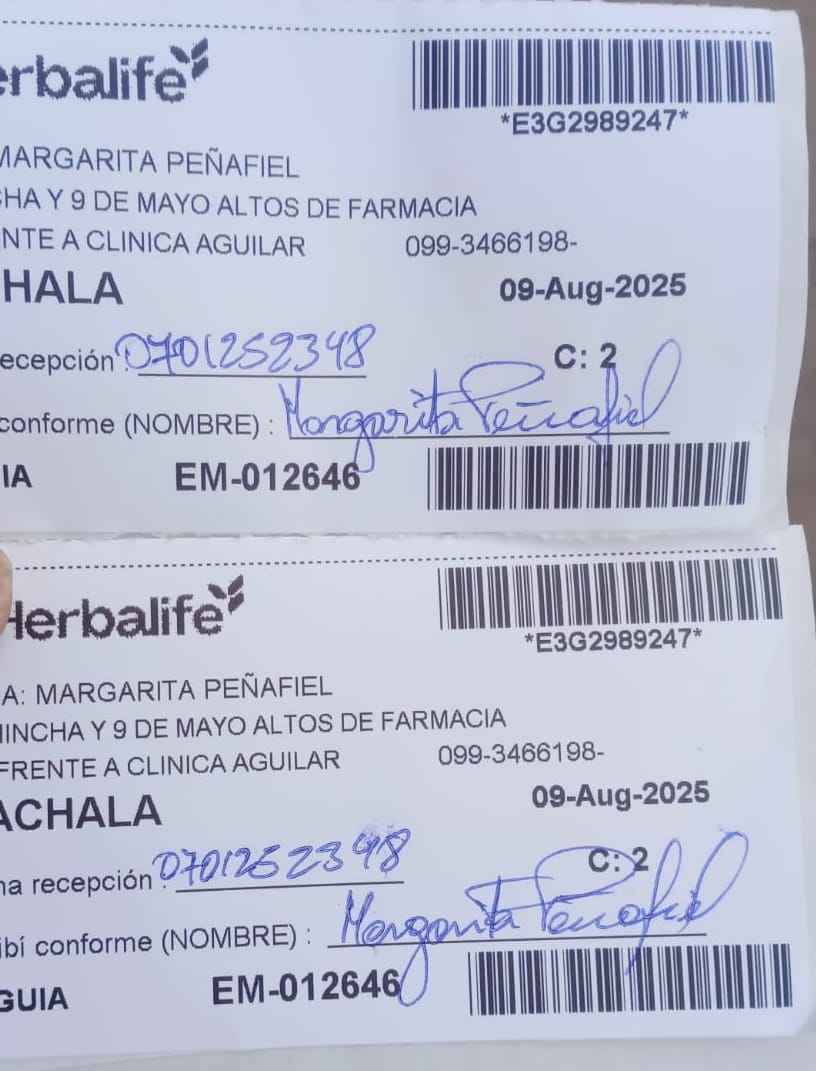 erbalife
*E3G2989247*
MARGARITA PEÑAFIEL
CHA Y 9 DE MAYO ALTOS DE FARMACIA
NTE A CLINICA AGUILAR 099-3466198-
HALA 09-Aug-2025
ecepción : 0701252348 C: 2
conforme (NOMBRE) : Margarita Peñafiel
IA EM-012646
Herbalife
*E3G2989247*
A: MARGARITA PEÑAFIEL
HINCHA Y 9 DE MAYO ALTOS DE FARMACIA
FRENTE A CLINICA AGUILAR 099-3466198-
ACHALA 09-Aug-2025
na recepción : 0701252348 C: 2
ibí conforme (NOMBRE) : Margarita Peñafiel
GUIA EM-012646